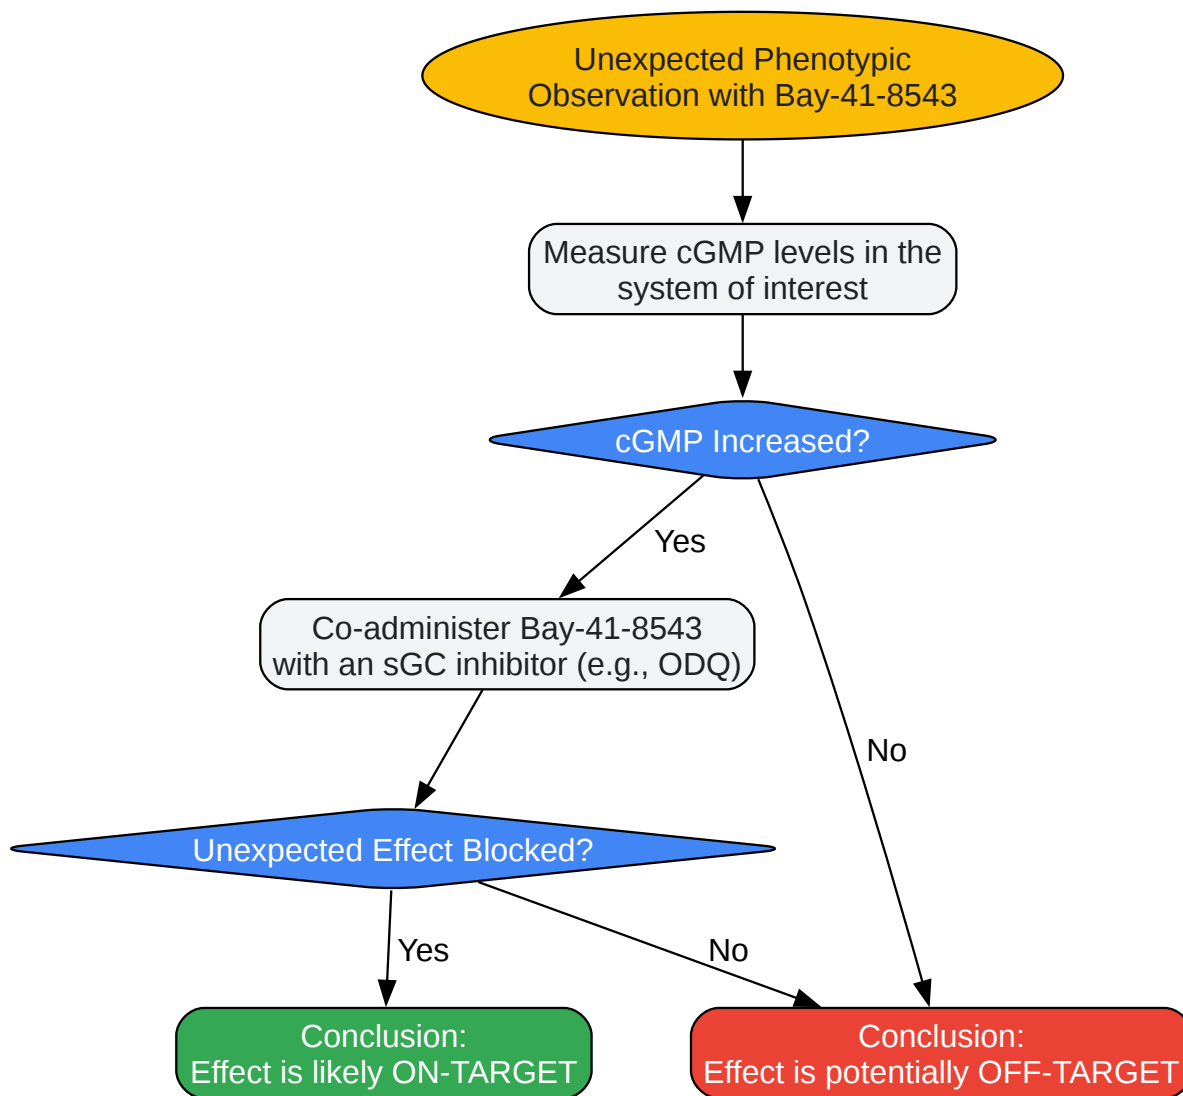 Unexpected Phenotypic
Observation with Bay-41-8543
Measure cGMP levels in the
system of interest
cGMP Increased?
Yes
Co-administer Bay-41-8543
with an sGC inhibitor (e.g., ODQ)
No
Unexpected Effect Blocked?
Yes
No
Conclusion:
Effect is likely ON-TARGET
Conclusion:
Effect is potentially OFF-TARGET